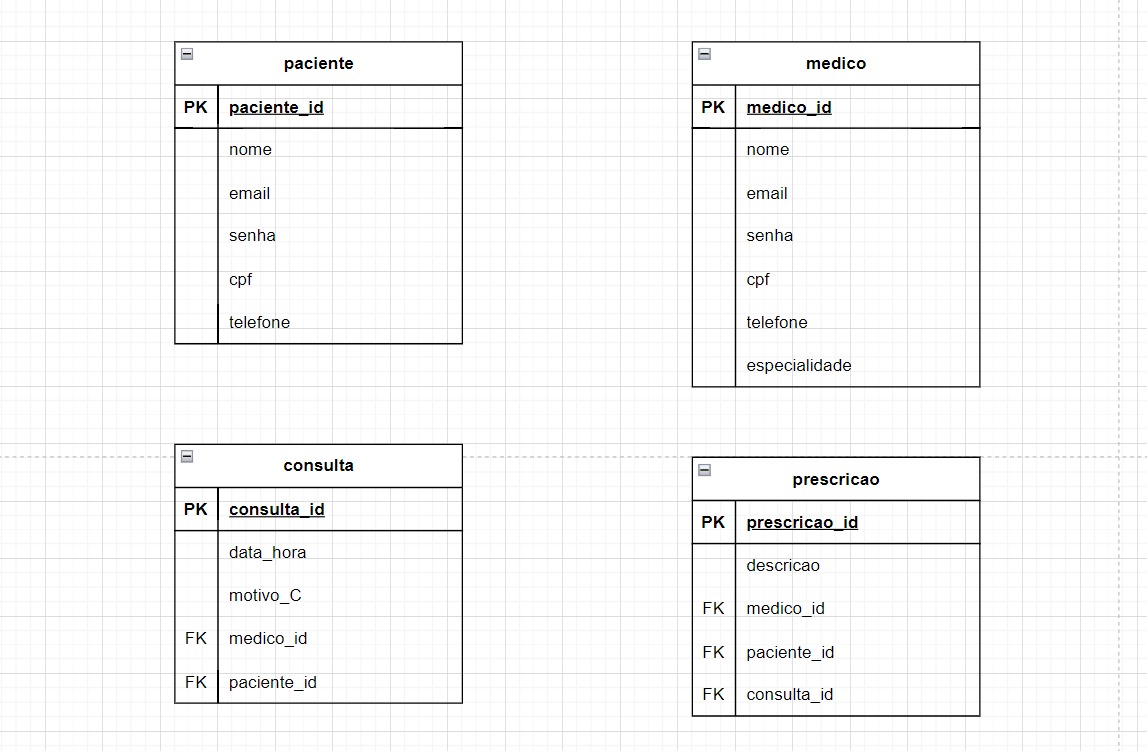 paciente
PK paciente_id
nome
email
senha
cpf
telefone
medico
PK medico_id
nome
email
senha
cpf
telefone
especialidade
consulta
PK consulta_id
data_hora
motivo_C
FK medico_id
FK paciente_id
prescricao
PK prescricao_id
descricao
FK medico_id
FK paciente_id
FK consulta_id